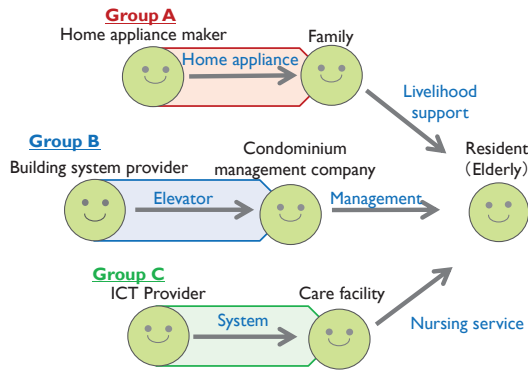 Group A
Home appliance maker
Family
Home appliance
Livelihood
support
Group B
Building system provider
Condominium
management company
Resident
(Elderly)
Elevator
Management
Group C
ICT Provider
Care facility
System
Nursing service